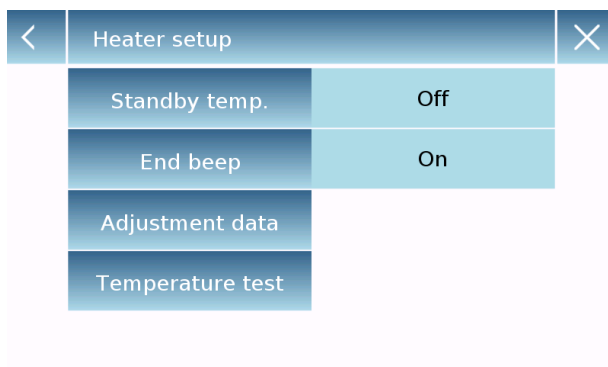 Heater setup
Standby temp. Off
End beep On
Adjustment data
Temperature test